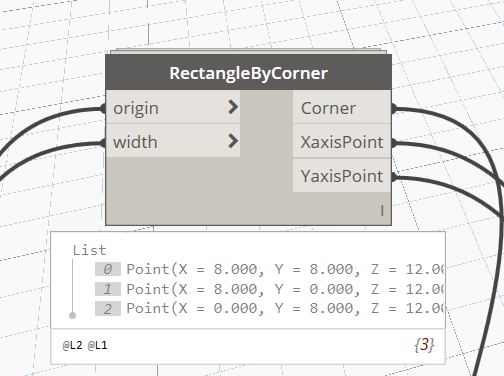 RectangleByCorner
origin > Corner
width > XaxisPoint
YaxisPoint
l
List
0 Point(X = 8.000, Y = 8.000, Z = 12.00
1 Point(X = 8.000, Y = 0.000, Z = 12.00
2 Point(X = 0.000, Y = 8.000, Z = 12.00
@L2 @L1 {3}